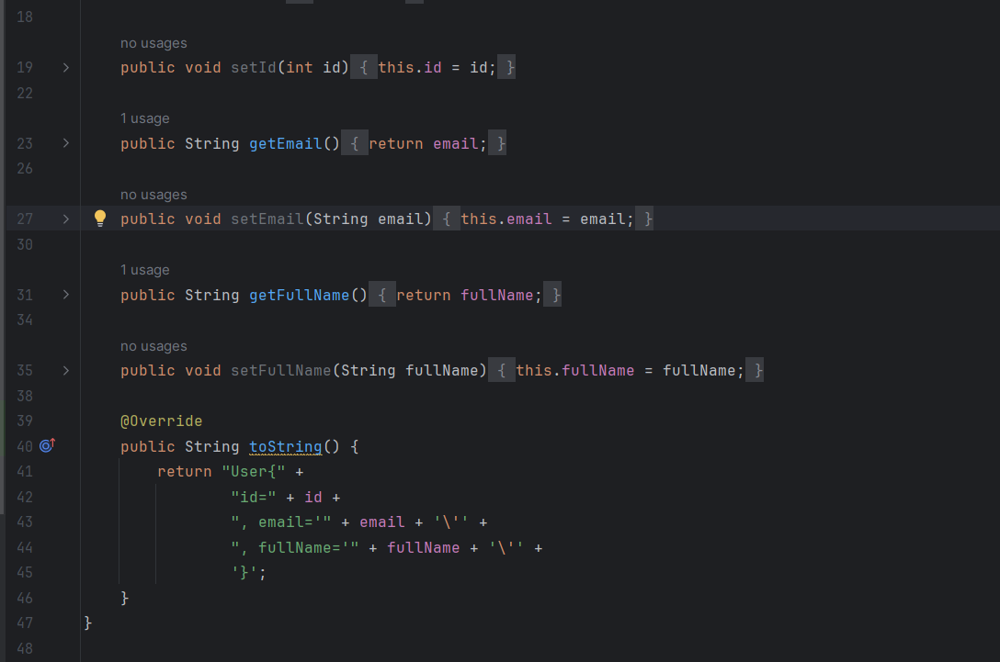 18
no usages
19 public void setId(int id) { this.id = id; }
22
1 usage
23 public String getEmail() { return email; }
26
no usages
27 public void setEmail(String email) { this.email = email; }
30
1 usage
31 public String getFullName() { return fullName; }
34
no usages
35 public void setFullName(String fullName) { this.fullName = fullName; }
38
39 @Override
40 public String toString() {
41 return "User{" +
42 "id=" + id +
43 ", email='" + email + '\'' +
44 ", fullName='" + fullName + '\'' +
45 '}';
46 }
47 }
48